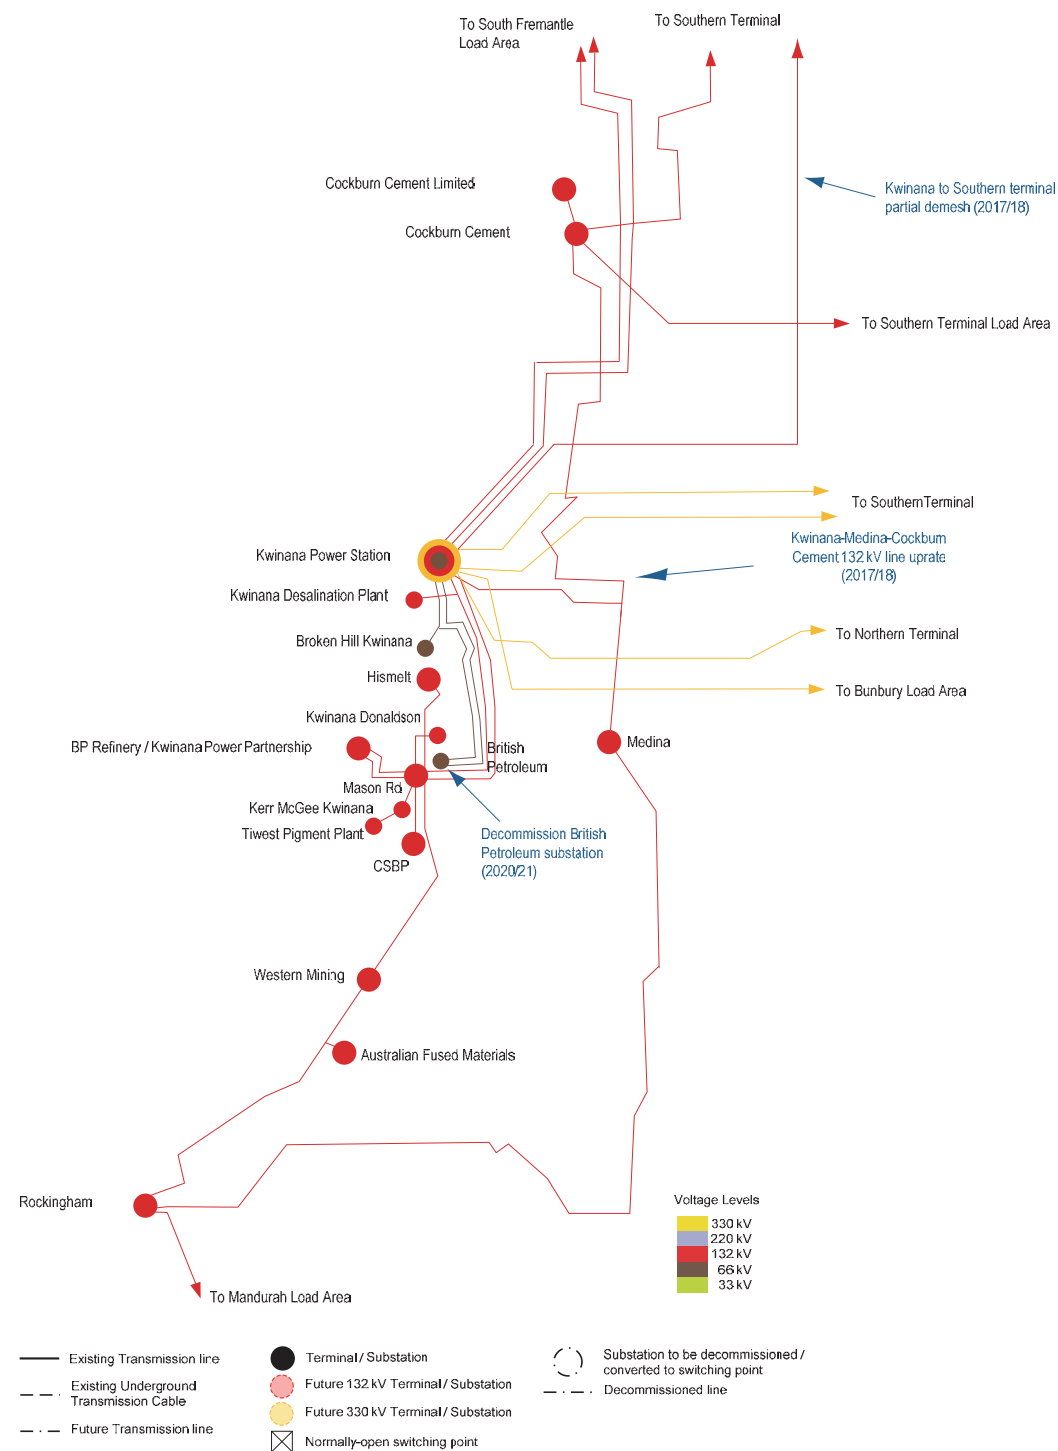 To South Fremantle
Load Area
To Southern Terminal
Cockburn Cement Limited
Kwinana to Southern terminal
partial demesh (2017/18)
Cockburn Cement
To Southern Terminal Load Area
To SouthernTerminal
Kwinana-Medina-Cockburn
Cement 132 kV line uprate
(2017/18)
Kwinana Power Station
Kwinana Desalination Plant
Broken Hill Kwinana
To Northern Terminal
Hismelt
To Bunbury Load Area
Kwinana Donaldson
BP Refinery / Kwinana Power Partnership
British
Petroleum
Medina
Mason Rd
Kerr McGee Kwinana
Tiwest Pigment Plant
Decommission British
Petroleum substation
(2020/21)
CSBP
Western Mining
Australian Fused Materials
Rockingham
To Mandurah Load Area
Voltage Levels
330 kV
220 kV
132 kV
66 kV
33 kV
Existing Transmission line
Existing Underground
Transmission Cable
Future Transmission line
Terminal / Substation
Future 132 kV Terminal / Substation
Future 330 kV Terminal / Substation
Normally-open switching point
Substation to be decommissioned /
converted to switching point
Decommissioned line